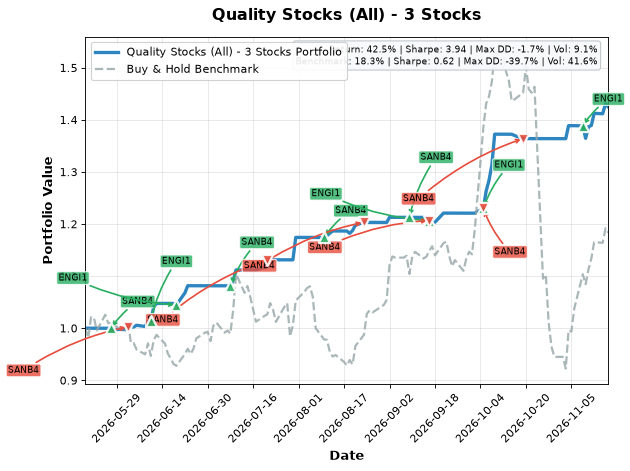 Quality Stocks (All) - 3 Stocks
Quality Stocks (All) - 3 Stocks Portfolio
Buy & Hold Benchmark
42.5% | Sharpe: 3.94 | Max DD: -1.7% | Vol: 9.1%
18.3% | Sharpe: 0.62 | Max DD: -39.7% | Vol: 41.6%
Portfolio Value
1.5
1.4
1.3
1.2
1.1
1.0
0.9
ENGI1
SANB4
ENGI1
SANB4
ENGI1
SANB4
ENGI1
SANB4
SANB4
SANB4
ENGI1
SANB4
SANB4
SANB4
SANB4
2026-05-29
2026-06-14
2026-06-30
2026-07-16
2026-08-01
2026-08-17
2026-09-02
2026-09-18
2026-10-04
2026-10-20
2026-11-05
Date